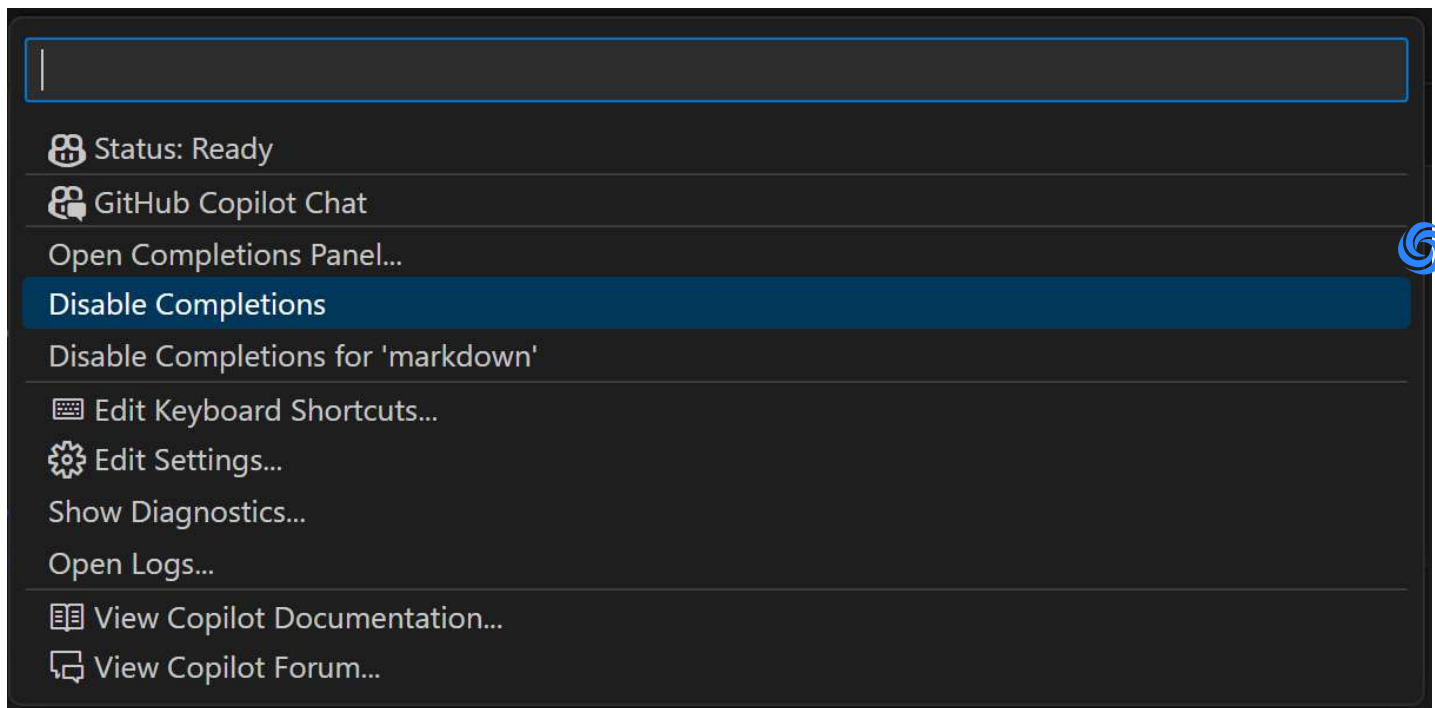 Status: Ready
GitHub Copilot Chat
Open Completions Panel...
Disable Completions
Disable Completions for 'markdown'
Edit Keyboard Shortcuts...
Edit Settings...
Show Diagnostics...
Open Logs...
View Copilot Documentation...
View Copilot Forum...